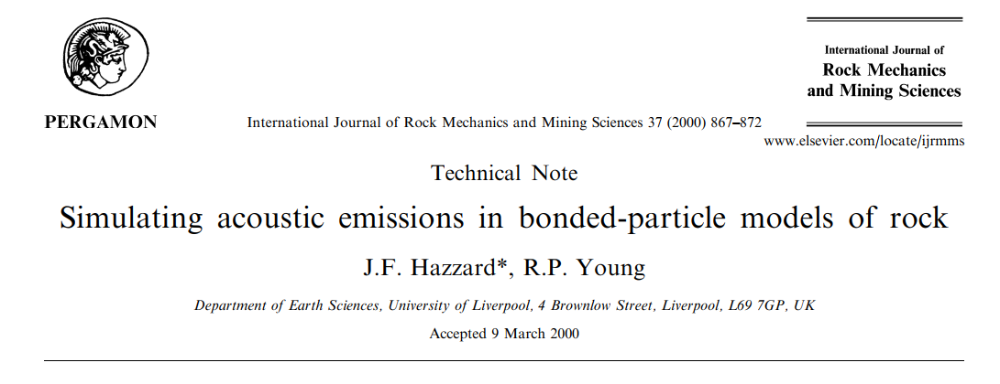 PERGAMON
International Journal of Rock Mechanics and Mining Sciences 37 (2000) 867–872
International Journal of
Rock Mechanics
and Mining Sciences
www.elsevier.com/locate/ijrmms
Technical Note
Simulating acoustic emissions in bonded-particle models of rock
J.F. Hazzard*, R.P. Young
Department of Earth Sciences, University of Liverpool, 4 Brownlow Street, Liverpool, L69 7GP, UK
Accepted 9 March 2000